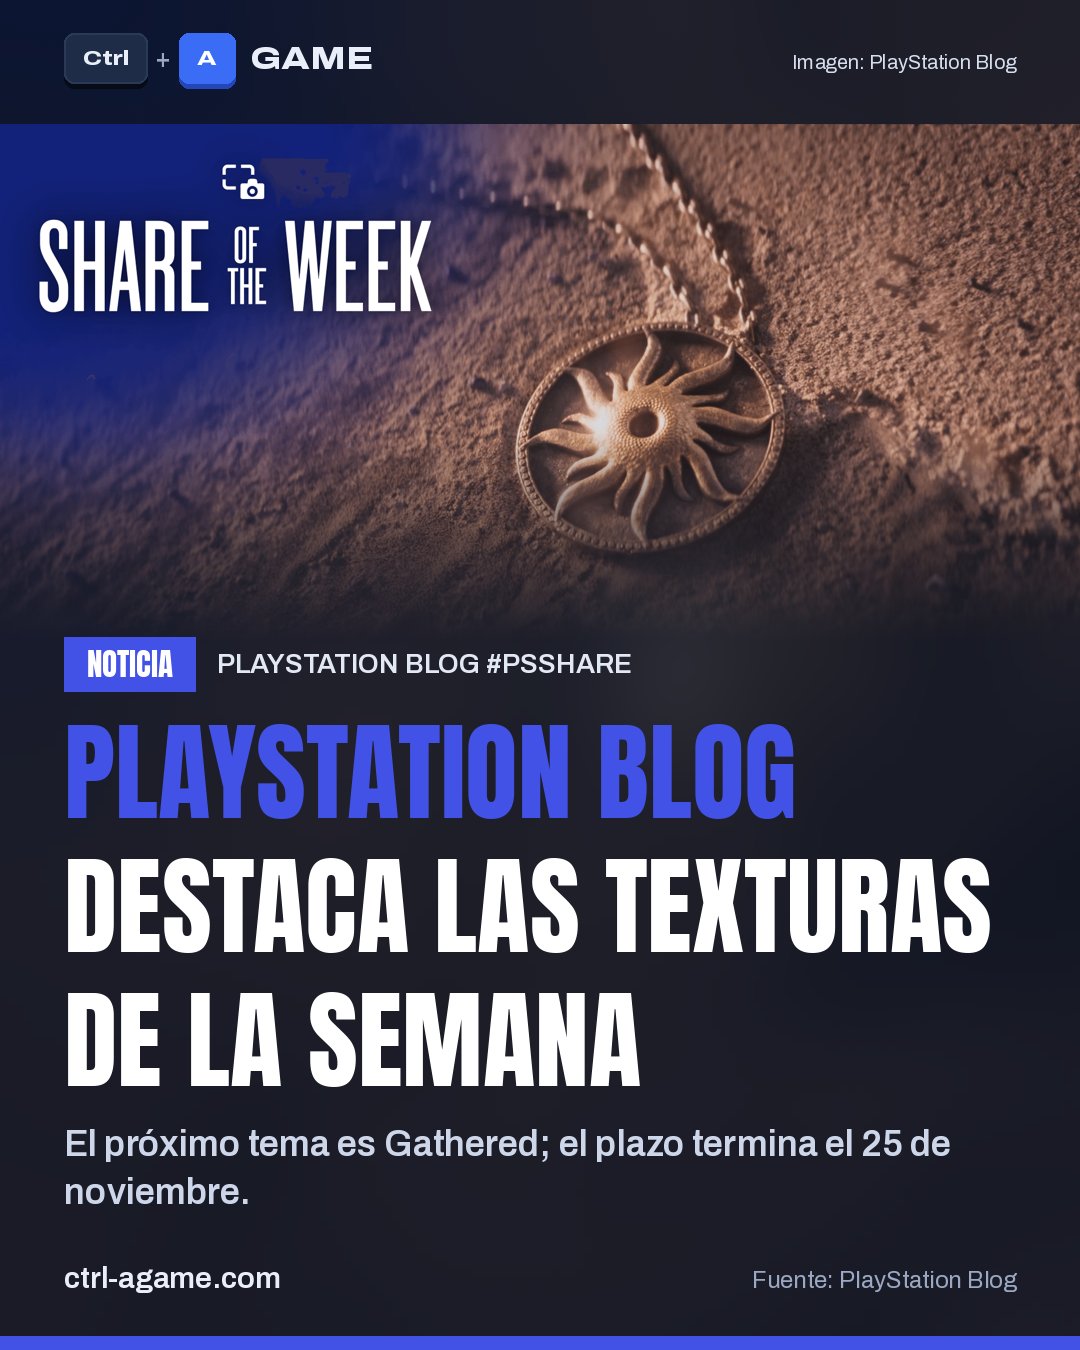 Ctrl + A GAME
Imagen: PlayStation Blog
SHARE OF THE WEEK
NOTICIA
PLAYSTATION BLOG #PSSHARE
PLAYSTATION BLOG
DESTACA LAS TEXTURAS
DE LA SEMANA
El próximo tema es Gathered; el plazo termina el 25 de
noviembre.
ctrl-agame.com
Fuente: PlayStation Blog